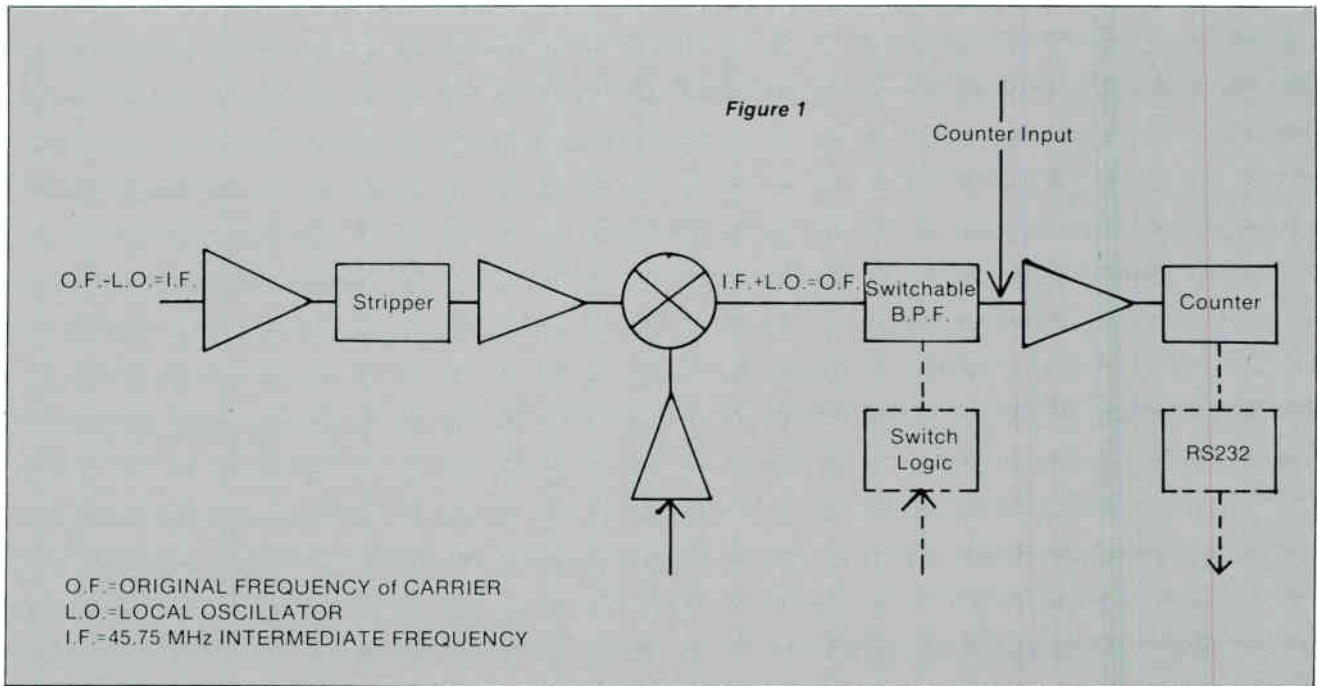 Figure 1
Counter Input
O.F.-L.O.=I.F.
Stripper
I.F.+L.O.=O.F.
Switchable
B.P.F.
Counter
Switch
Logic
RS232
O.F.=ORIGINAL FREQUENCY of CARRIER
L.O.=LOCAL OSCILLATOR
I.F.=45.75 MHz INTERMEDIATE FREQUENCY